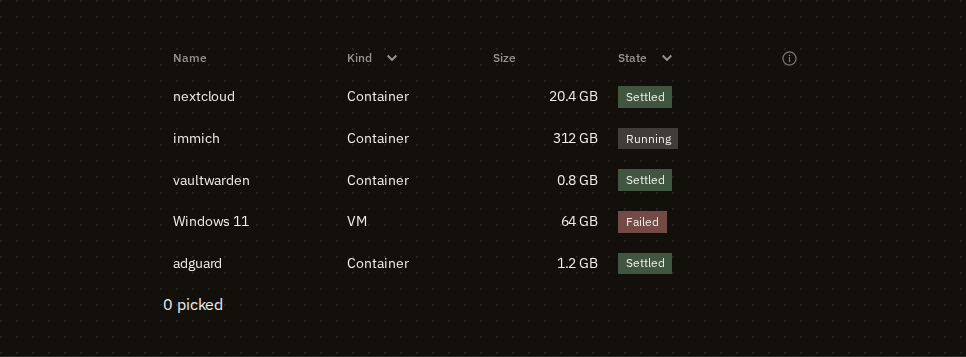 Name Kind Size State
nextcloud Container 20.4 GB Settled
immich Container 312 GB Running
vaultwarden Container 0.8 GB Settled
Windows 11 VM 64 GB Failed
adguard Container 1.2 GB Settled
0 picked